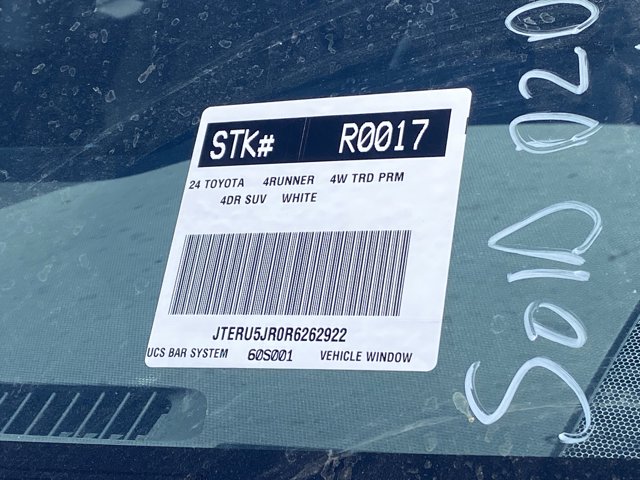 STK# R0017
24 TOYOTA 4RUNNER 4W TRD PRM
4DR SUV WHITE
JTERU5JR0R6262922
UCS BAR SYSTEM 60S001 VEHICLE WINDOW
SOID 020